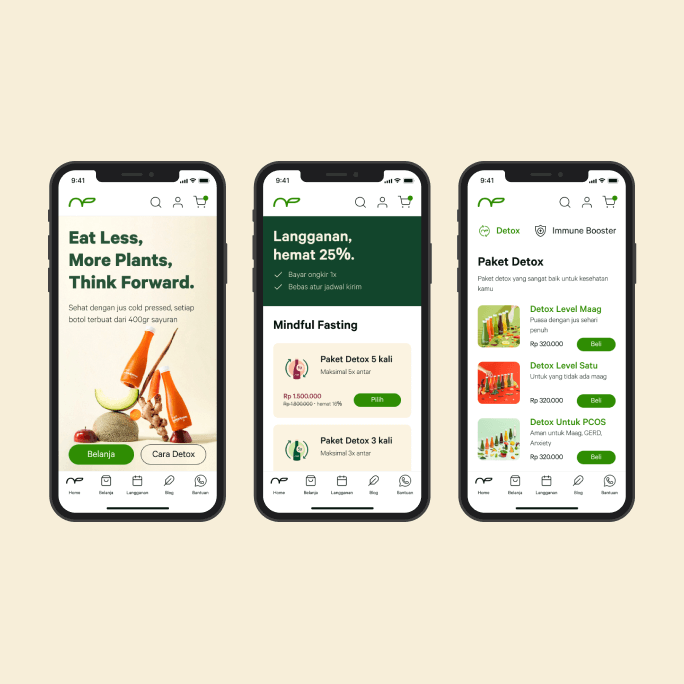 9:41
Eat Less,
More Plants,
Think Forward.
Sehat dengan jus cold pressed, setiap
botol terbuat dari 400gr sayuran
Belanja
Cara Detox
Home
Belanja
Langganan
Blog
Bantuan
9:41
Langganan,
hemat 25%.
Bayar ongkir 1x
Bebas atur jadwal kirim
Mindful Fasting
Paket Detox 5 kali
Maksimal 5x antar
Rp 1.500.000
hemat 16%
Pilih
Paket Detox 3 kali
Maksimal 3x antar
Home
Belanja
Langganan
Blog
Bantuan
9:41
Detox
Immune Booster
Paket Detox
Paket detox yang sangat baik untuk kesehatan
kamu
Detox Level Maag
Puasa dengan jus sehari
penuh
Rp 320.000
Beli
Detox Level Satu
Untuk yang tidak ada maag
Rp 320.000
Beli
Detox Untuk PCOS
Aman untuk Maag, GERD,
Anxiety
Rp 320.000
Beli
Home
Belanja
Langganan
Blog
Bantuan